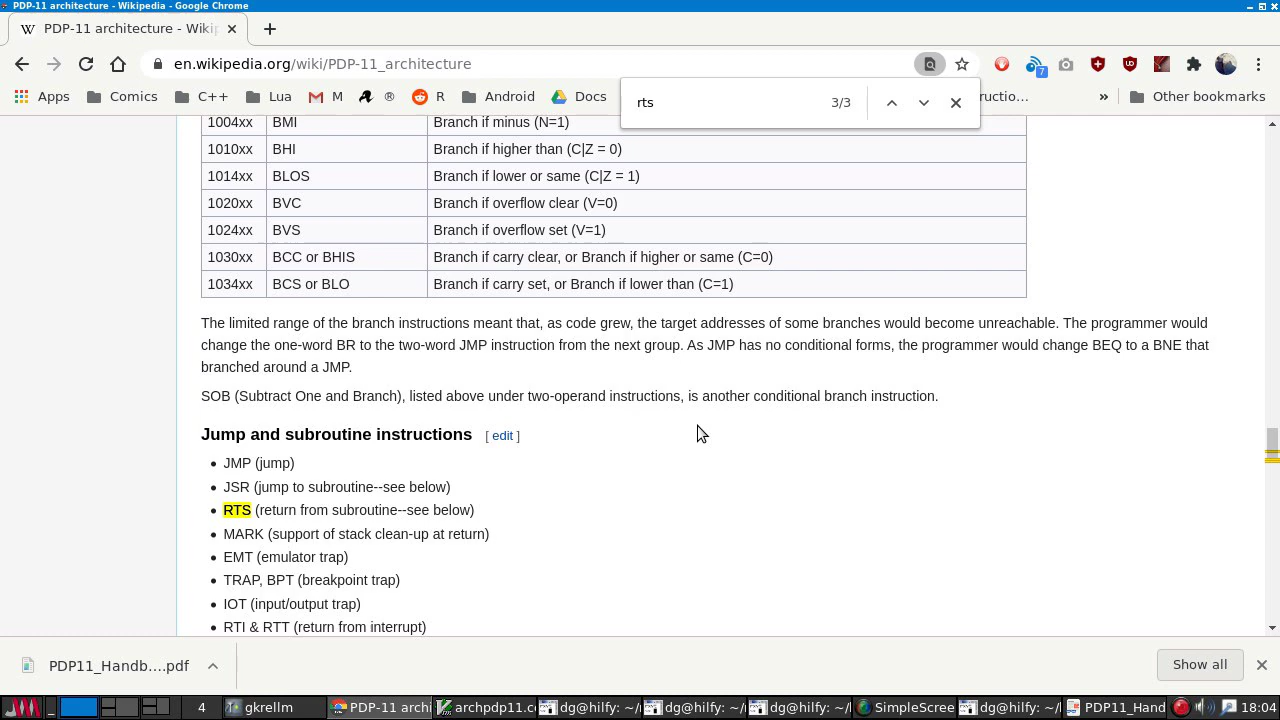 PDP-11 architecture - Wikipedia - Google Chrome
PDP-11 architecture - Wikip
en.wikipedia.org/wiki/PDP-11_architecture
7
Apps
C++
Lua
M
A.
R
Docs
Other bookmarks
rts 3/3
1004xx BMI Branch if minus (N=1)
1010xx BHI Branch if higher than (C|Z = 0)
1014xx BLOS Branch if lower or same (C|Z = 1)
1020xx BVC Branch if overflow clear (V=0)
1024xx BVS Branch if overflow set (V=1)
1030xx BCC or BHIS Branch if carry clear, or Branch if higher or same (C=0)
1034xx BCS or BLO Branch if carry set, or Branch if lower than (C=1)
The limited range of the branch instructions meant that, as code grew, the target addresses of some branches would become unreachable. The programmer would
change the one-word BR to the two-word JMP instruction from the next group. As JMP has no conditional forms, the programmer would change BEQ to a BNE that
branched around a JMP.
SOB (Subtract One and Branch), listed above under two-operand instructions, is another conditional branch instruction.
Jump and subroutine instructions [ edit ]
JMP (jump)
JSR (jump to subroutine--see below)
RTS (return from subroutine--see below)
MARK (support of stack clean-up at return)
EMT (emulator trap)
TRAP, BPT (breakpoint trap)
IOT (input/output trap)
RTI & RTT (return from interrupt)
PDP11_Handb....pdf
Show all
4 gkrellm PDP-11 archi archpdp11.c dg@hilfy: ~/ dg@hilfy: ~/ dg@hilfy: ~/ SimpleScree dg@hilfy: ~/ PDP11_Hand 18:04